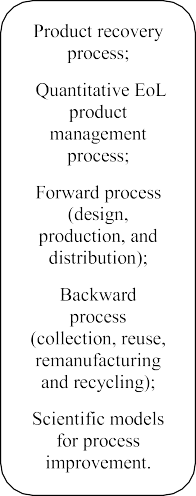 Product recovery
process;
Quantitative EoL
product
management
process;
Forward process
(design,
production, and
distribution);
Backward
process
(collection, reuse,
remanufacturing
and recycling);
Scientific models
for process
improvement.